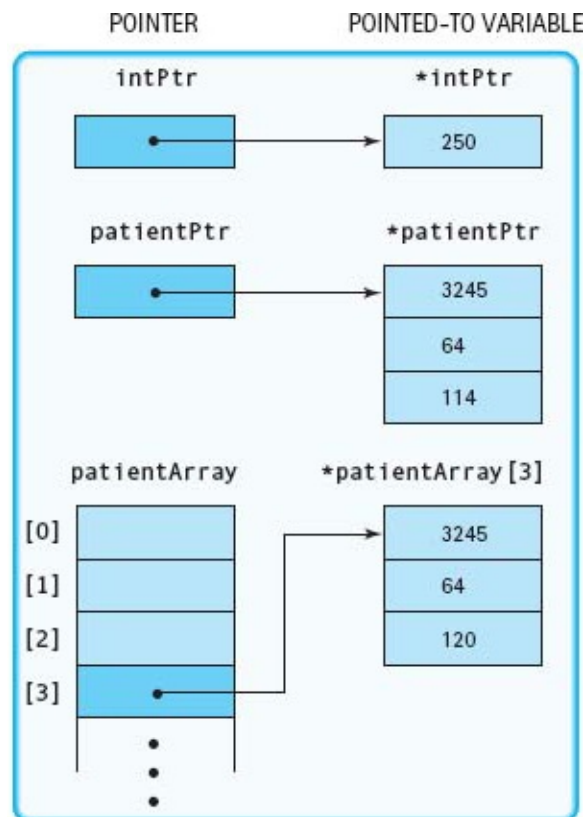 POINTER POINTED-TO VARIABLE
intPtr *intPtr
250
patientPtr *patientPtr
3245
64
114
patientArray *patientArray[3]
[0] 3245
[1] 64
[2] 120
[3]